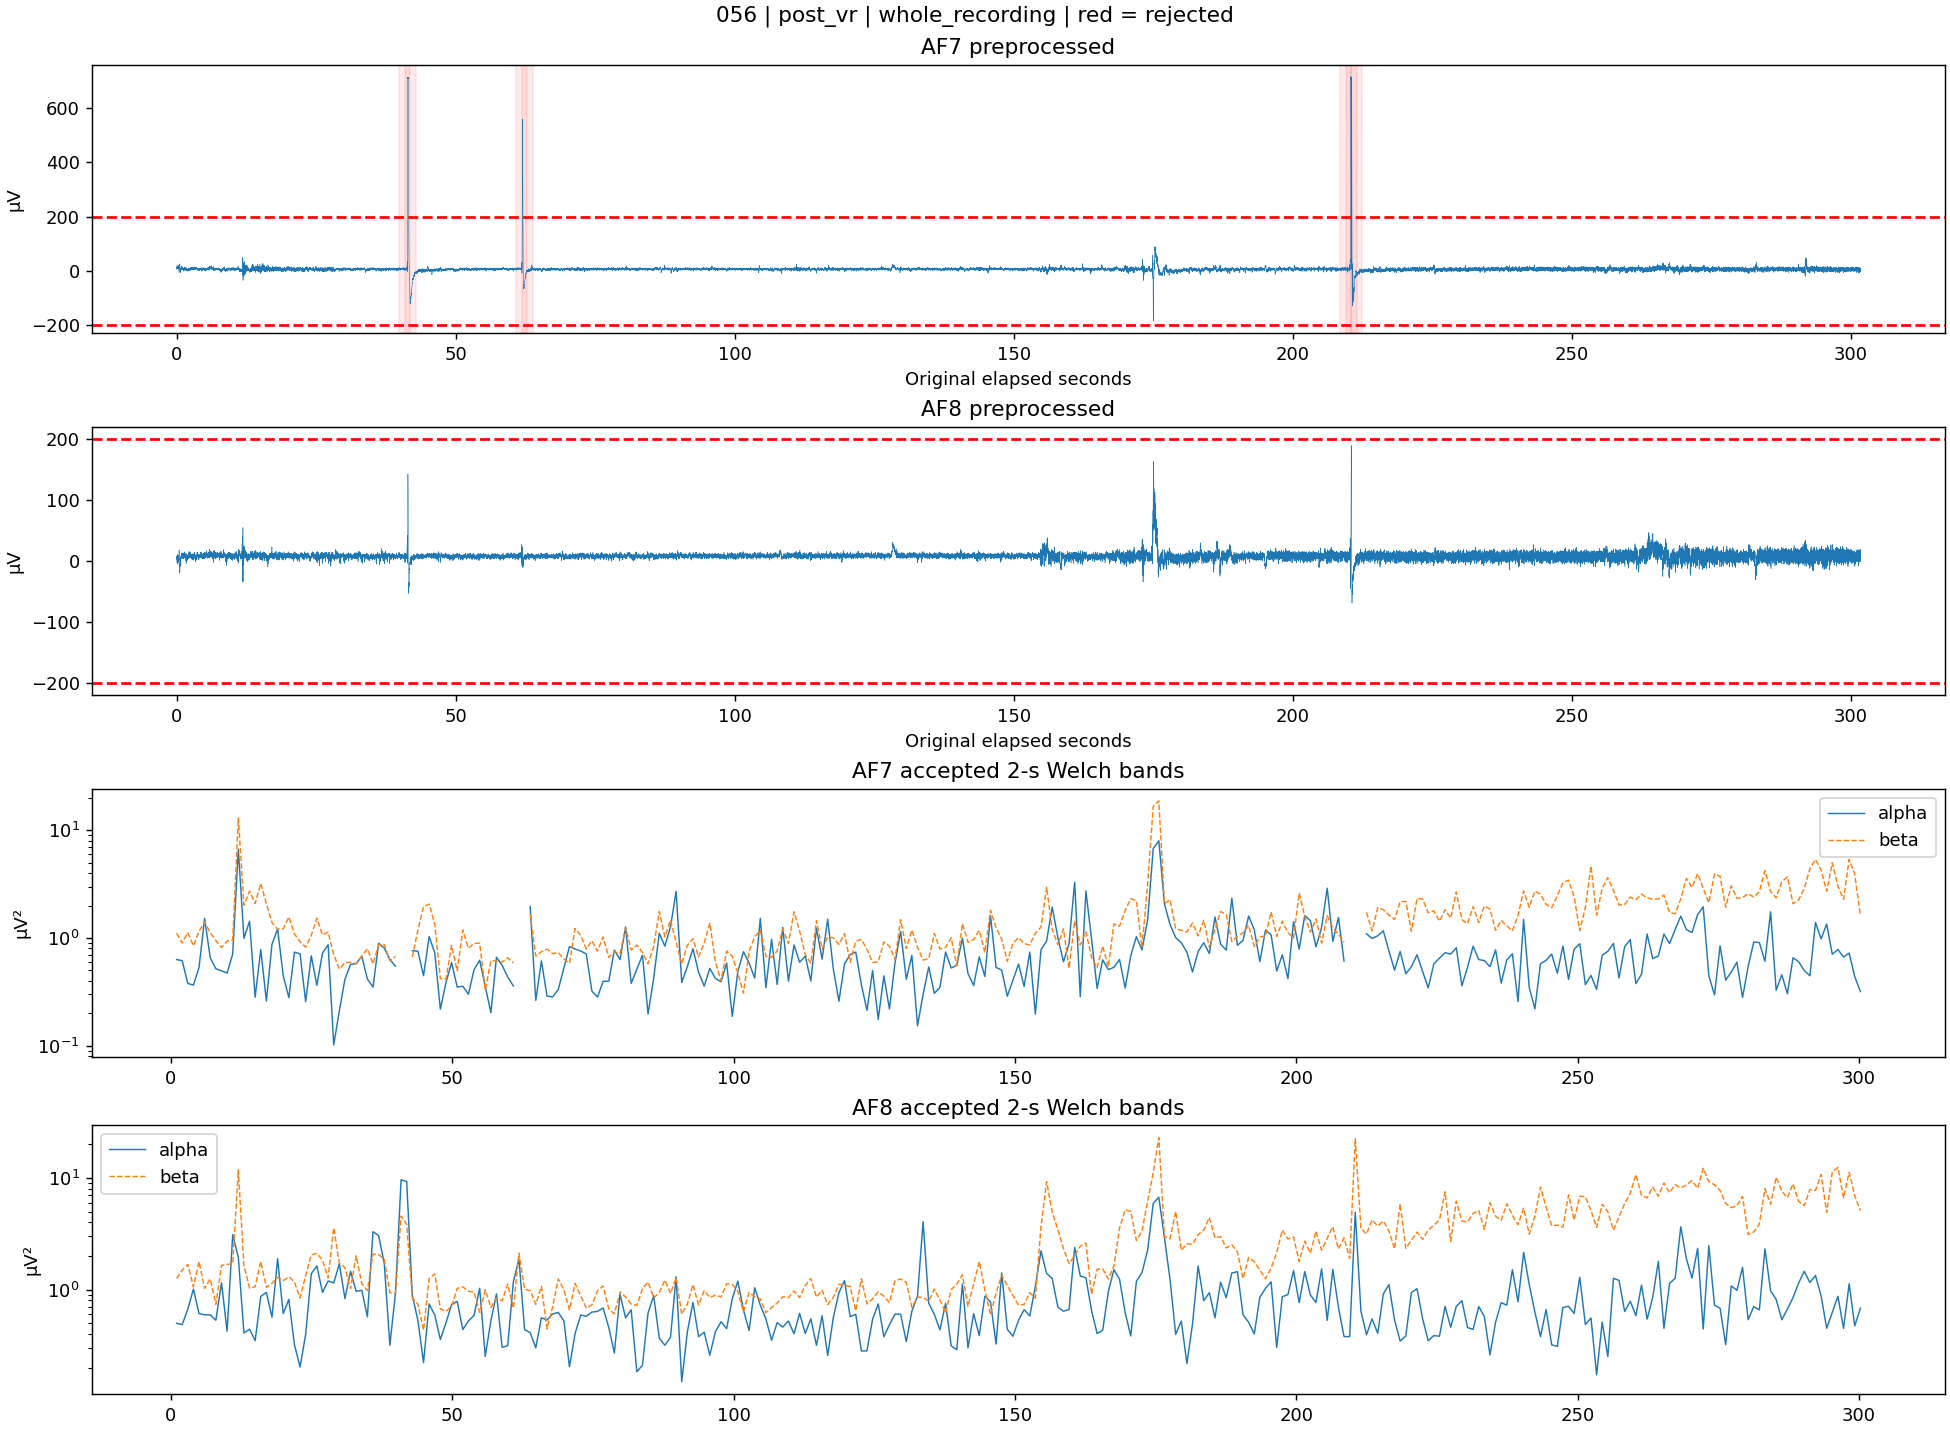 056 | post_vr | whole_recording | red = rejected
AF7 preprocessed
µV
600
400
200
0
−200
0 50 100 150 200 250 300
Original elapsed seconds
AF8 preprocessed
µV
200
100
0
−100
−200
0 50 100 150 200 250 300
Original elapsed seconds
AF7 accepted 2-s Welch bands
µV²
10¹
10⁰
10⁻¹
alpha
beta
0 50 100 150 200 250 300
AF8 accepted 2-s Welch bands
µV²
10¹
10⁰
alpha
beta
0 50 100 150 200 250 300